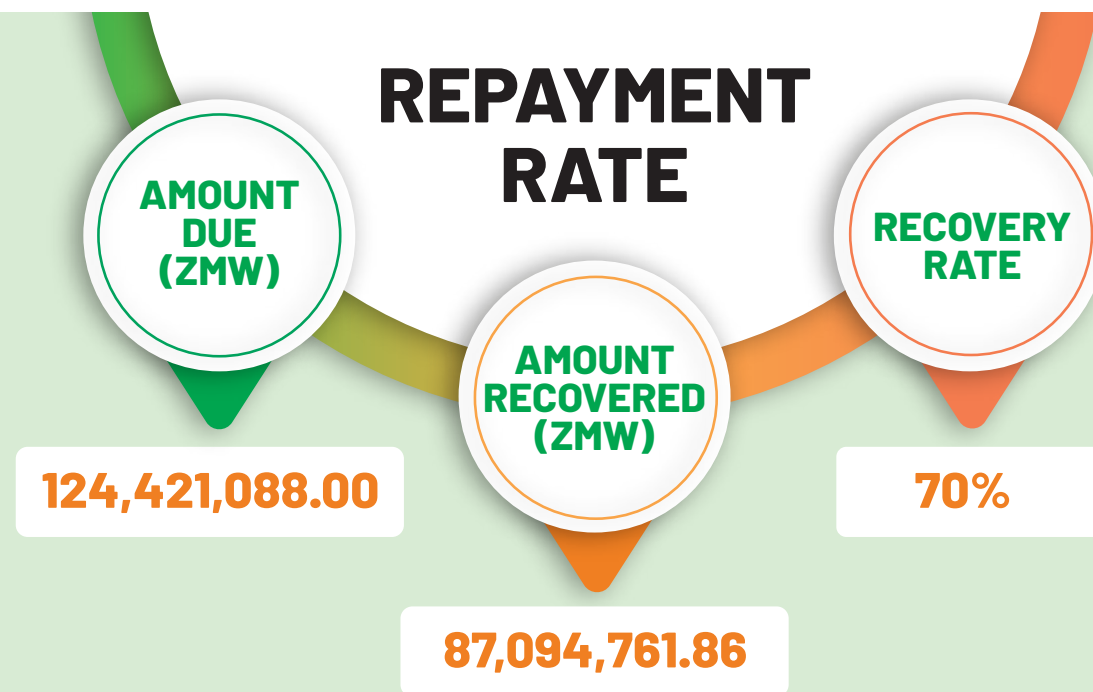 REPAYMENT
RATE
AMOUNT
DUE
(ZMW)
124,421,088.00
AMOUNT
RECOVERED
(ZMW)
87,094,761.86
RECOVERY
RATE
70%